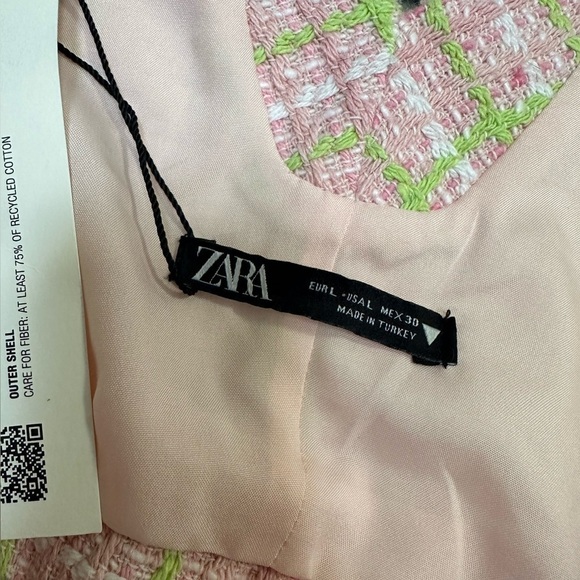 OUTER SHELL
CARE FOR FIBER: AT LEAST 75% OF RECYCLED COTTON
ZARA
EUR L • USA L MEX 30
MADE IN TURKEY